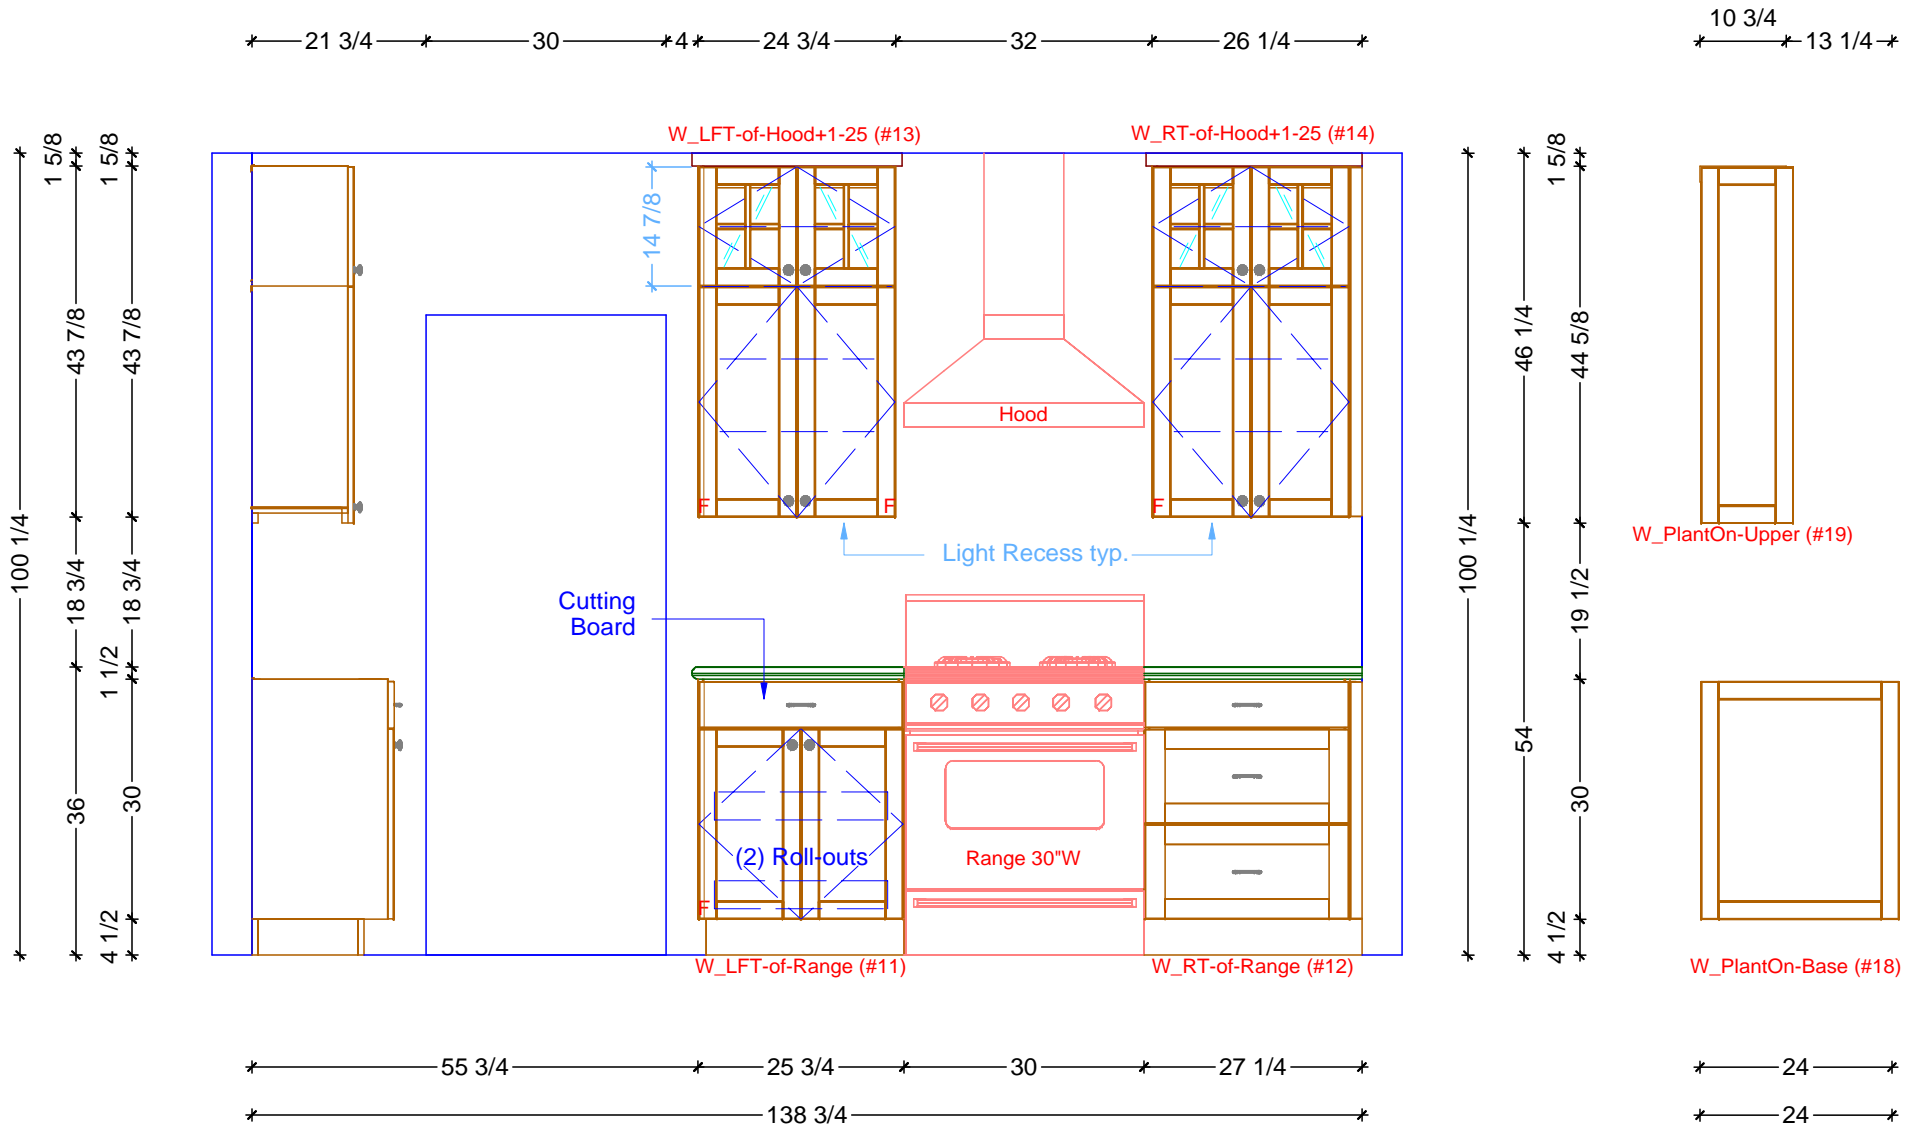 10 3/4
21 3/4 30 4 24 3/4 32 26 1/4 13 1/4
W_LFT-of-Hood+1-25 (#13) W_RT-of-Hood+1-25 (#14)
1 5/8 1 5/8 1 5/8
14 7/8
43 7/8 43 7/8 46 1/4 44 5/8
Hood
F F F
W_PlantOn-Upper (#19)
Light Recess typ.
100 1/4 18 3/4 18 3/4 100 1/4 19 1/2
Cutting
Board
1 1/2
54
36 30 30
(2) Roll-outs Range 30"W
F
4 1/2 4 1/2
W_LFT-of-Range (#11) W_RT-of-Range (#12) W_PlantOn-Base (#18)
55 3/4 25 3/4 30 27 1/4 24
138 3/4 24